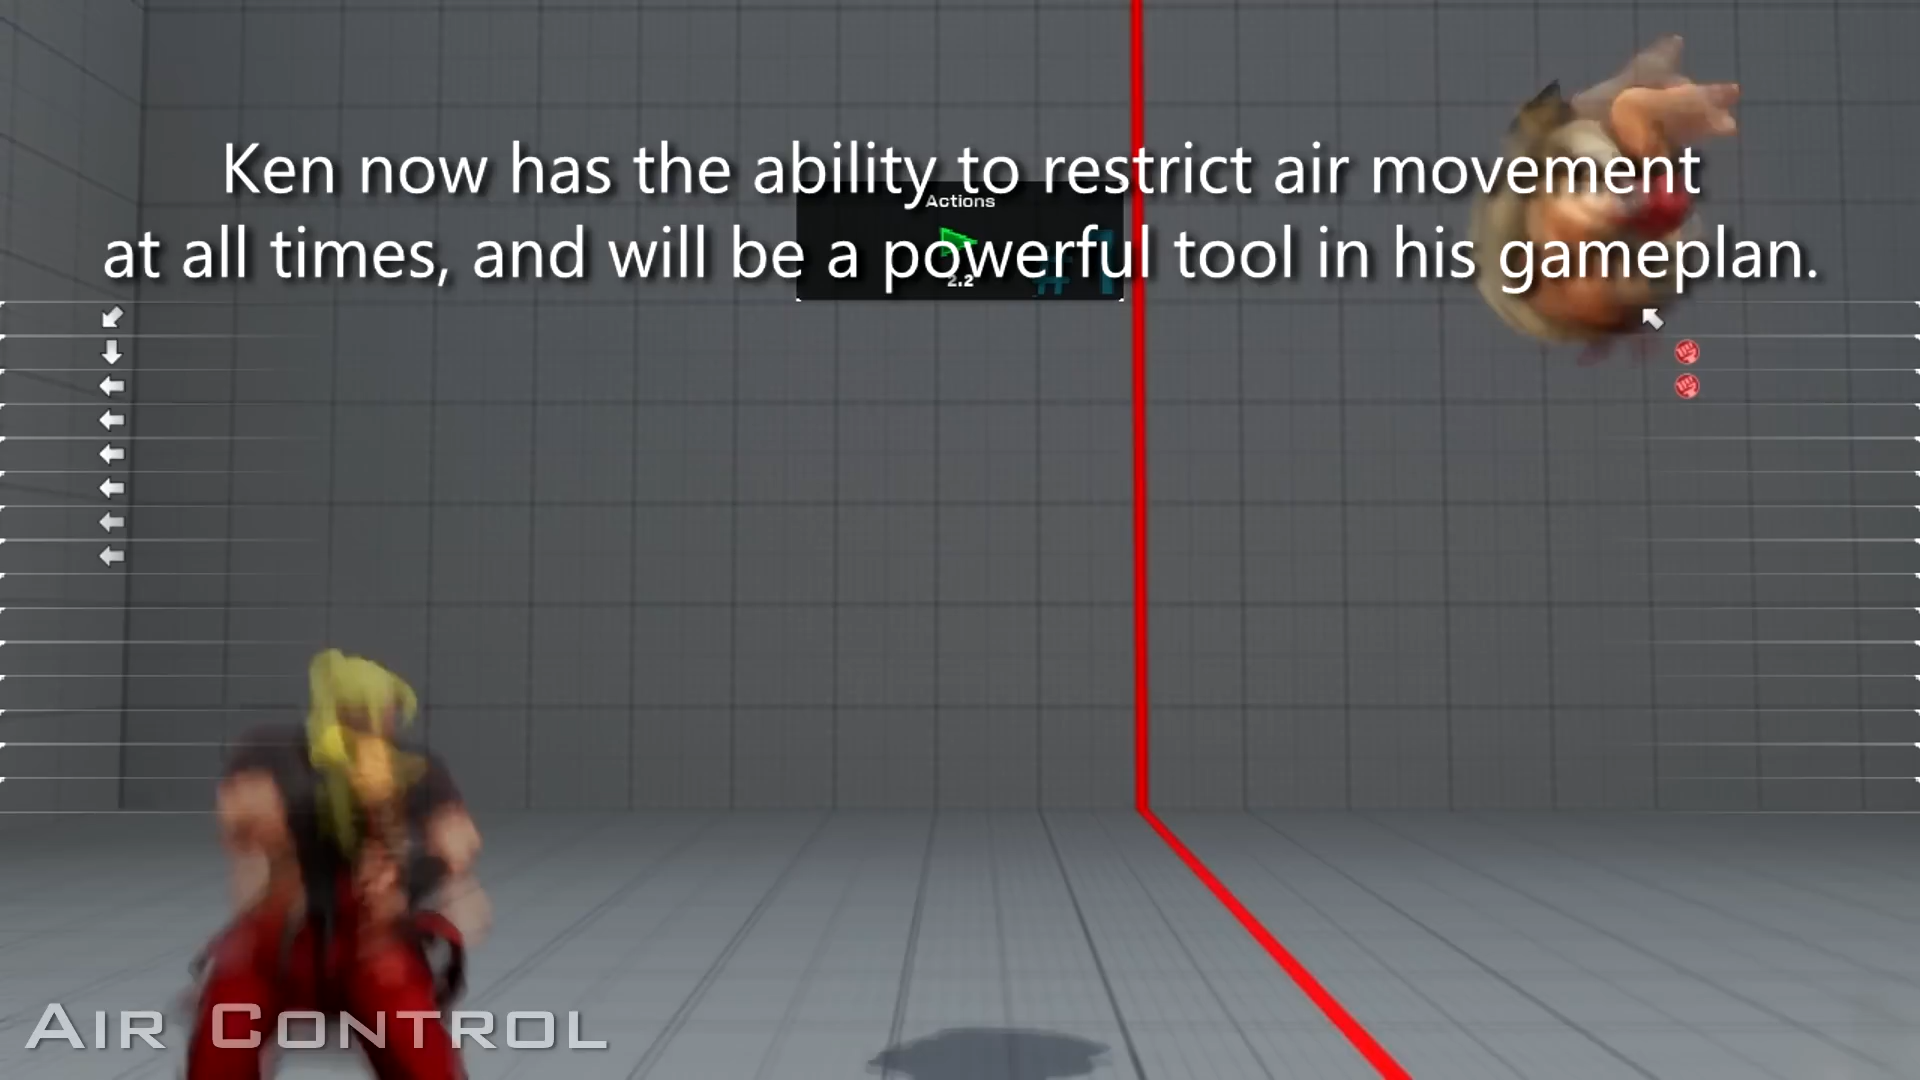 Ken now has the ability to restrict air movement
at all times, and will be a powerful tool in his gameplan.
Actions
2.2
#1
AIR CONTROL